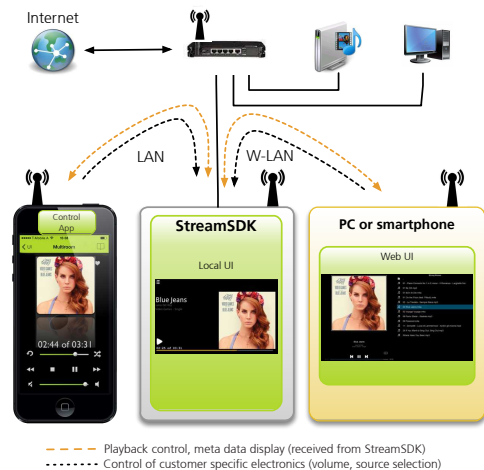 Internet
LAN
W-LAN
Control
App
UI
Multiroom
02:44 of 03:31
StreamSDK
Local UI
Blue Jeans
PC or smartphone
Web UI
Playback control, meta data display (received from StreamSDK)
Control of customer specific electronics (volume, source selection)